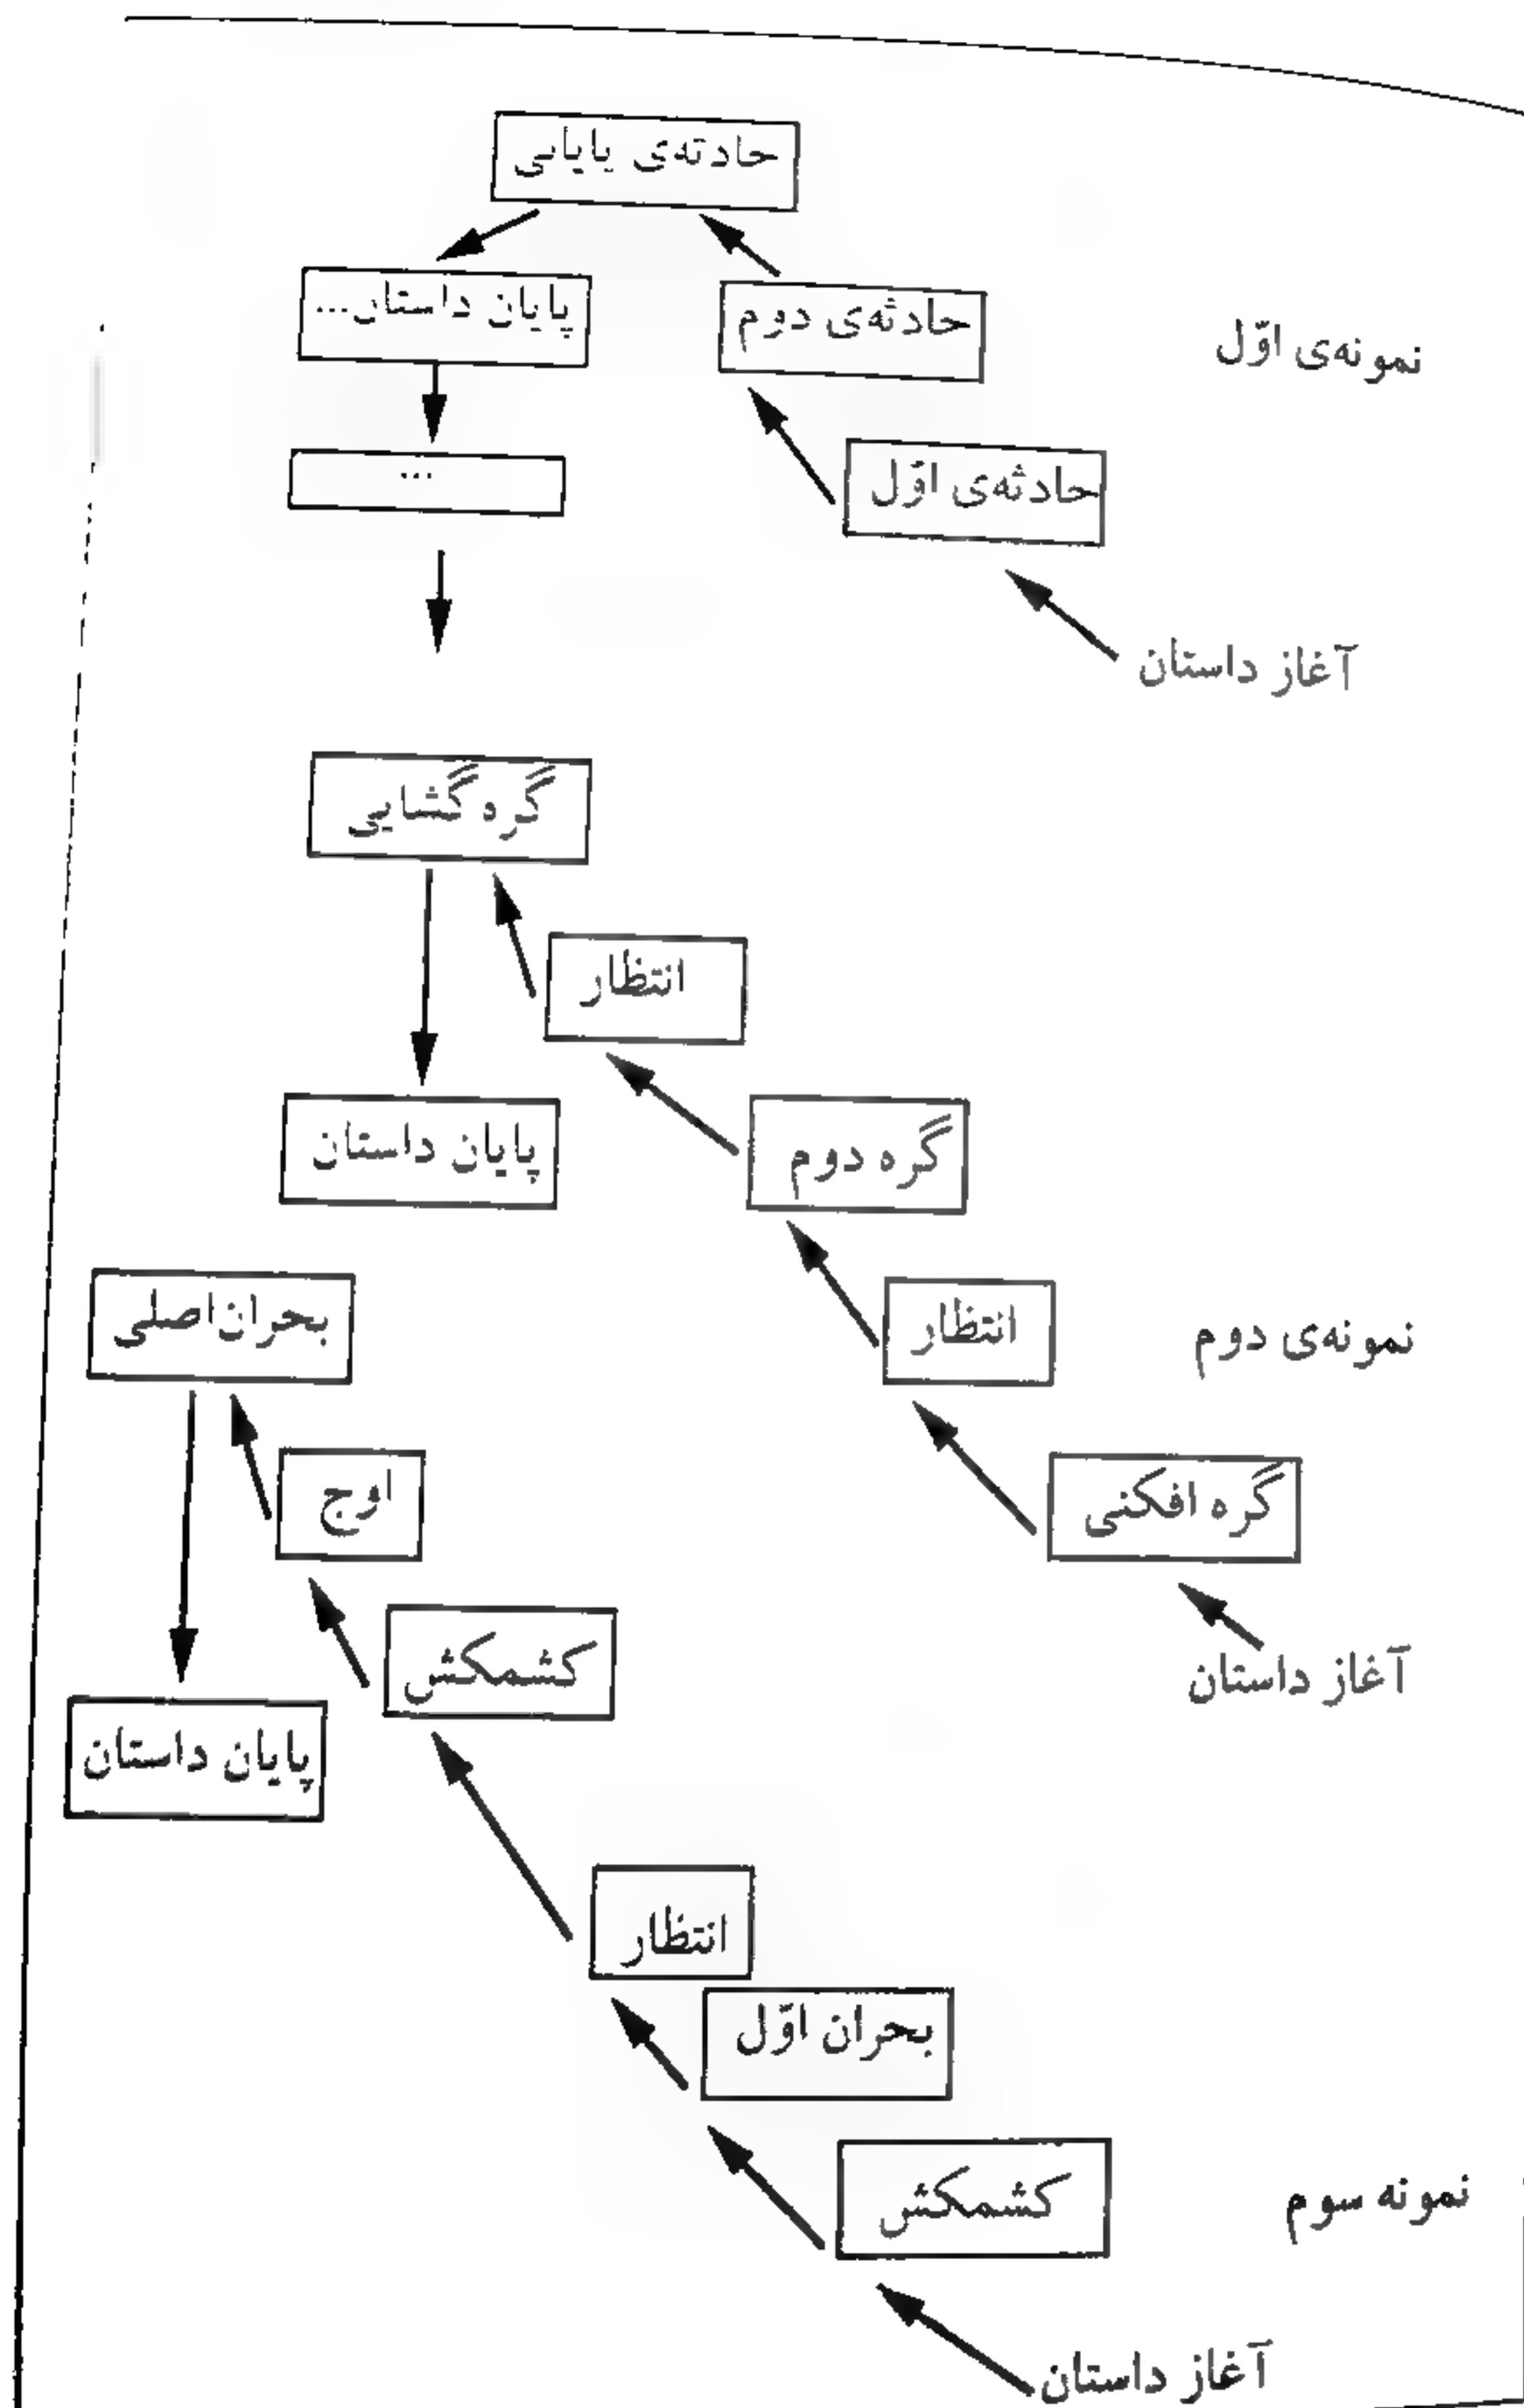 حادثه‌ی پایانی
پایان داستان...
حادثه‌ی دوم
نمونه‌ی اوّل
...
حادثه‌ی اوّل
آغاز داستان
گره گشایی
انتظار
پایان داستان
گره دوم
بحران اصلی
انتظار
نمونه‌ی دوم
اوج
گره افکنی
کشمکش
آغاز داستان
پایان داستان
انتظار
بحران اوّل
کشمکش
نمونه سوم
آغاز داستان